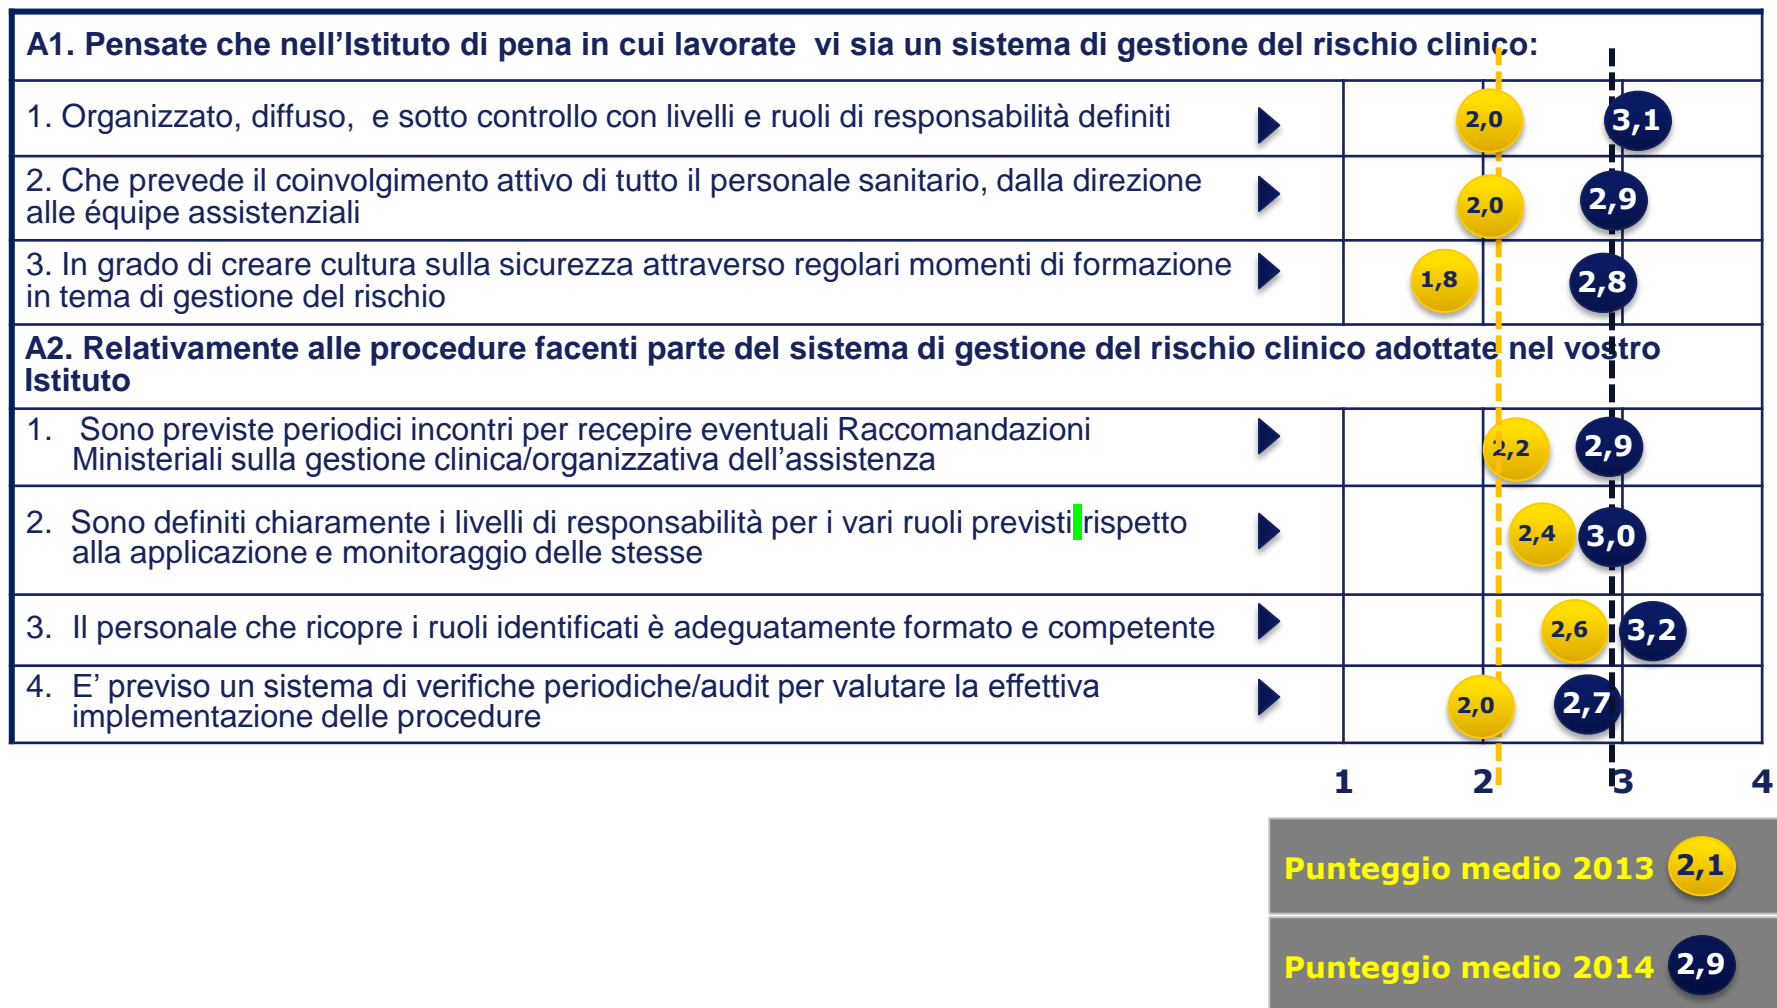 A1. Pensate che nell'Istituto di pena in cui lavorate  vi sia un sistema di gestione del rischio clinico:
1. Organizzato, diffuso,  e sotto controllo con livelli e ruoli di responsabilità definiti
2,0
3,1
2. Che prevede il coinvolgimento attivo di tutto il personale sanitario, dalla direzione
alle équipe assistenziali
2,0
2,9
3. In grado di creare cultura sulla sicurezza attraverso regolari momenti di formazione
in tema di gestione del rischio
1,8
2,8
A2. Relativamente alle procedure facenti parte del sistema di gestione del rischio clinico adottate nel vostro
Istituto
1. Sono previste periodici incontri per recepire eventuali Raccomandazioni
Ministeriali sulla gestione clinica/organizzativa dell'assistenza
2,2
2,9
2. Sono definiti chiaramente i livelli di responsabilità per i vari ruoli previsti rispetto
alla applicazione e monitoraggio delle stesse
2,4
3,0
3. Il personale che ricopre i ruoli identificati è adeguatamente formato e competente
2,6
3,2
4. E' previso un sistema di verifiche periodiche/audit per valutare la effettiva
implementazione delle procedure
2,0
2,7
1 2 3 4
Punteggio medio 2013 2,1
Punteggio medio 2014 2,9